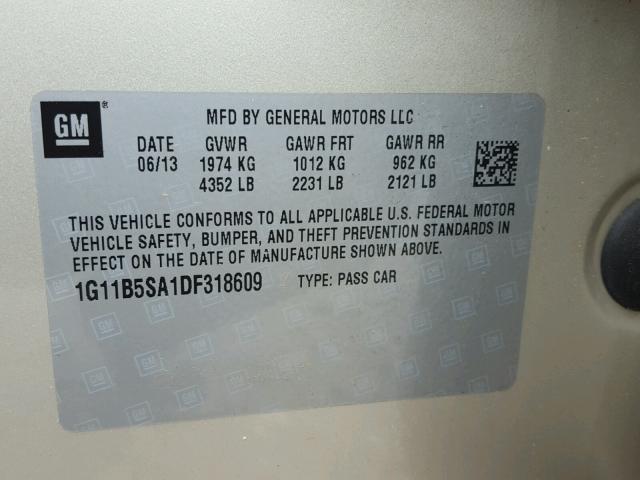 GM ®
MFD BY GENERAL MOTORS LLC
DATE GVWR GAWR FRT GAWR RR
06/13 1974 KG 1012 KG 962 KG
4352 LB 2231 LB 2121 LB
THIS VEHICLE CONFORMS TO ALL APPLICABLE U.S. FEDERAL MOTOR
VEHICLE SAFETY, BUMPER, AND THEFT PREVENTION STANDARDS IN
EFFECT ON THE DATE OF MANUFACTURE SHOWN ABOVE.
1G11B5SA1DF318609 TYPE: PASS CAR